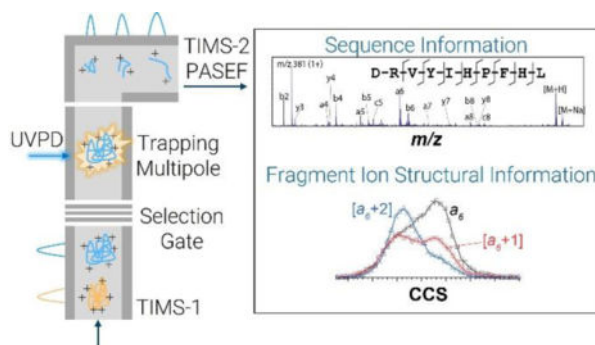 TIMS-2
PASEF
UVPD
Trapping
Multipole
Selection
Gate
TIMS-1
Sequence Information
m/z 381 (1+)
D-R-V-Y-I-H-P-F-H-L
b2
y3
y4
a4
b4
a5
b5
c5
a6
b6
a7
y7
b8
a8
y8
c8
[M+H]
[M+Na]
m/z
Fragment Ion Structural Information
[a₆+2]
a₆
[a₆+1]
CCS